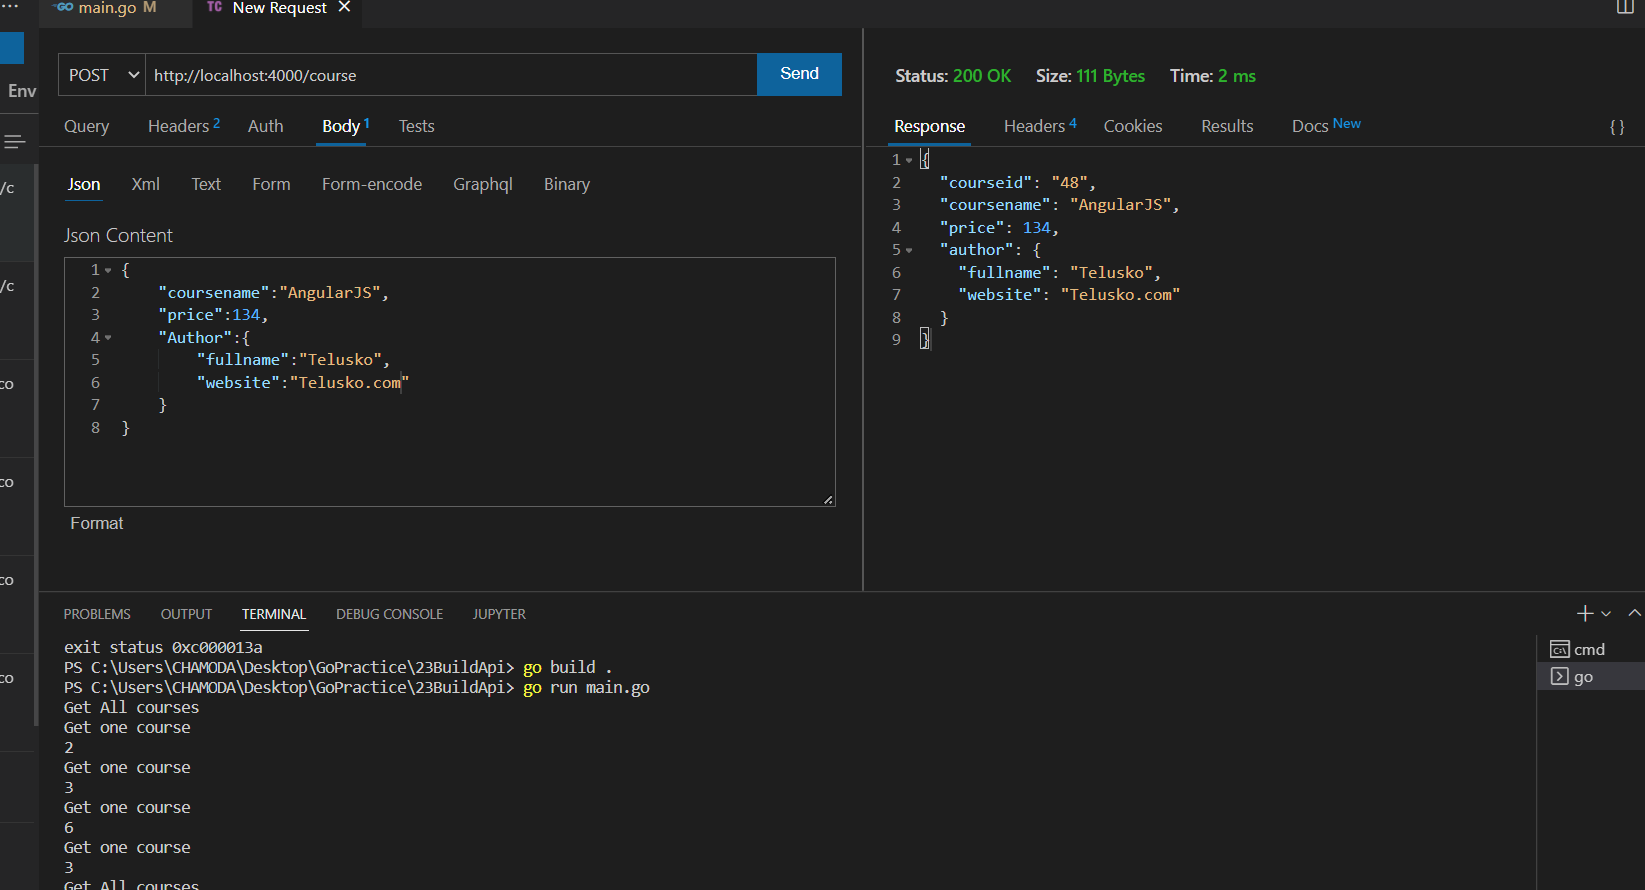 ... GO main.go M TC New Request ✕
POST http://localhost:4000/course Send
Status: 200 OK Size: 111 Bytes Time: 2 ms
Env
Query Headers 2 Auth Body 1 Tests
Response Headers 4 Cookies Results Docs New { }
Json Xml Text Form Form-encode Graphql Binary
Json Content
1 {
2 "coursename":"AngularJS",
3 "price":134,
4 "Author":{
5 "fullname":"Telusko",
6 "website":"Telusko.com"
7 }
8 }
Format
1 {
2 "courseid": "48",
3 "coursename": "AngularJS",
4 "price": 134,
5 "author": {
6 "fullname": "Telusko",
7 "website": "Telusko.com"
8 }
9 }
/c
/c
co
co
co
co
PROBLEMS OUTPUT TERMINAL DEBUG CONSOLE JUPYTER
exit status 0xc000013a
PS C:\Users\CHAMODA\Desktop\GoPractice\23BuildApi> go build .
PS C:\Users\CHAMODA\Desktop\GoPractice\23BuildApi> go run main.go
Get All courses
Get one course
2
Get one course
3
Get one course
6
Get one course
3
Get All courses
cmd
go